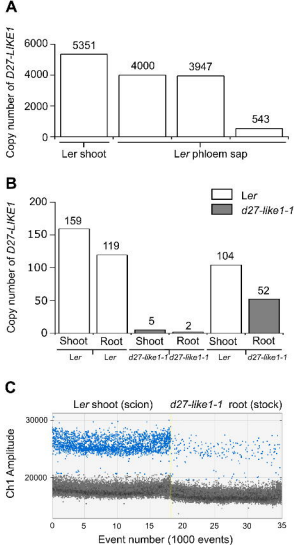 A
Copy number of D27-LIKE1
6000
4000
2000
0
5351
4000
3947
543
Ler shoot
Ler phloem sap
B
Copy number of D27-LIKE1
200
150
100
50
0
Ler
d27-like1-1
159
119
5
2
104
52
Shoot Root Shoot Root Shoot Root
Ler Ler d27-like1-1 d27-like1-1 Ler d27-like1-1
C
Ler shoot (scion) d27-like1-1 root (stock)
Ch1 Amplitude
30000
20000
0 5 10 15 20 25 30 35
Event number (1000 events)